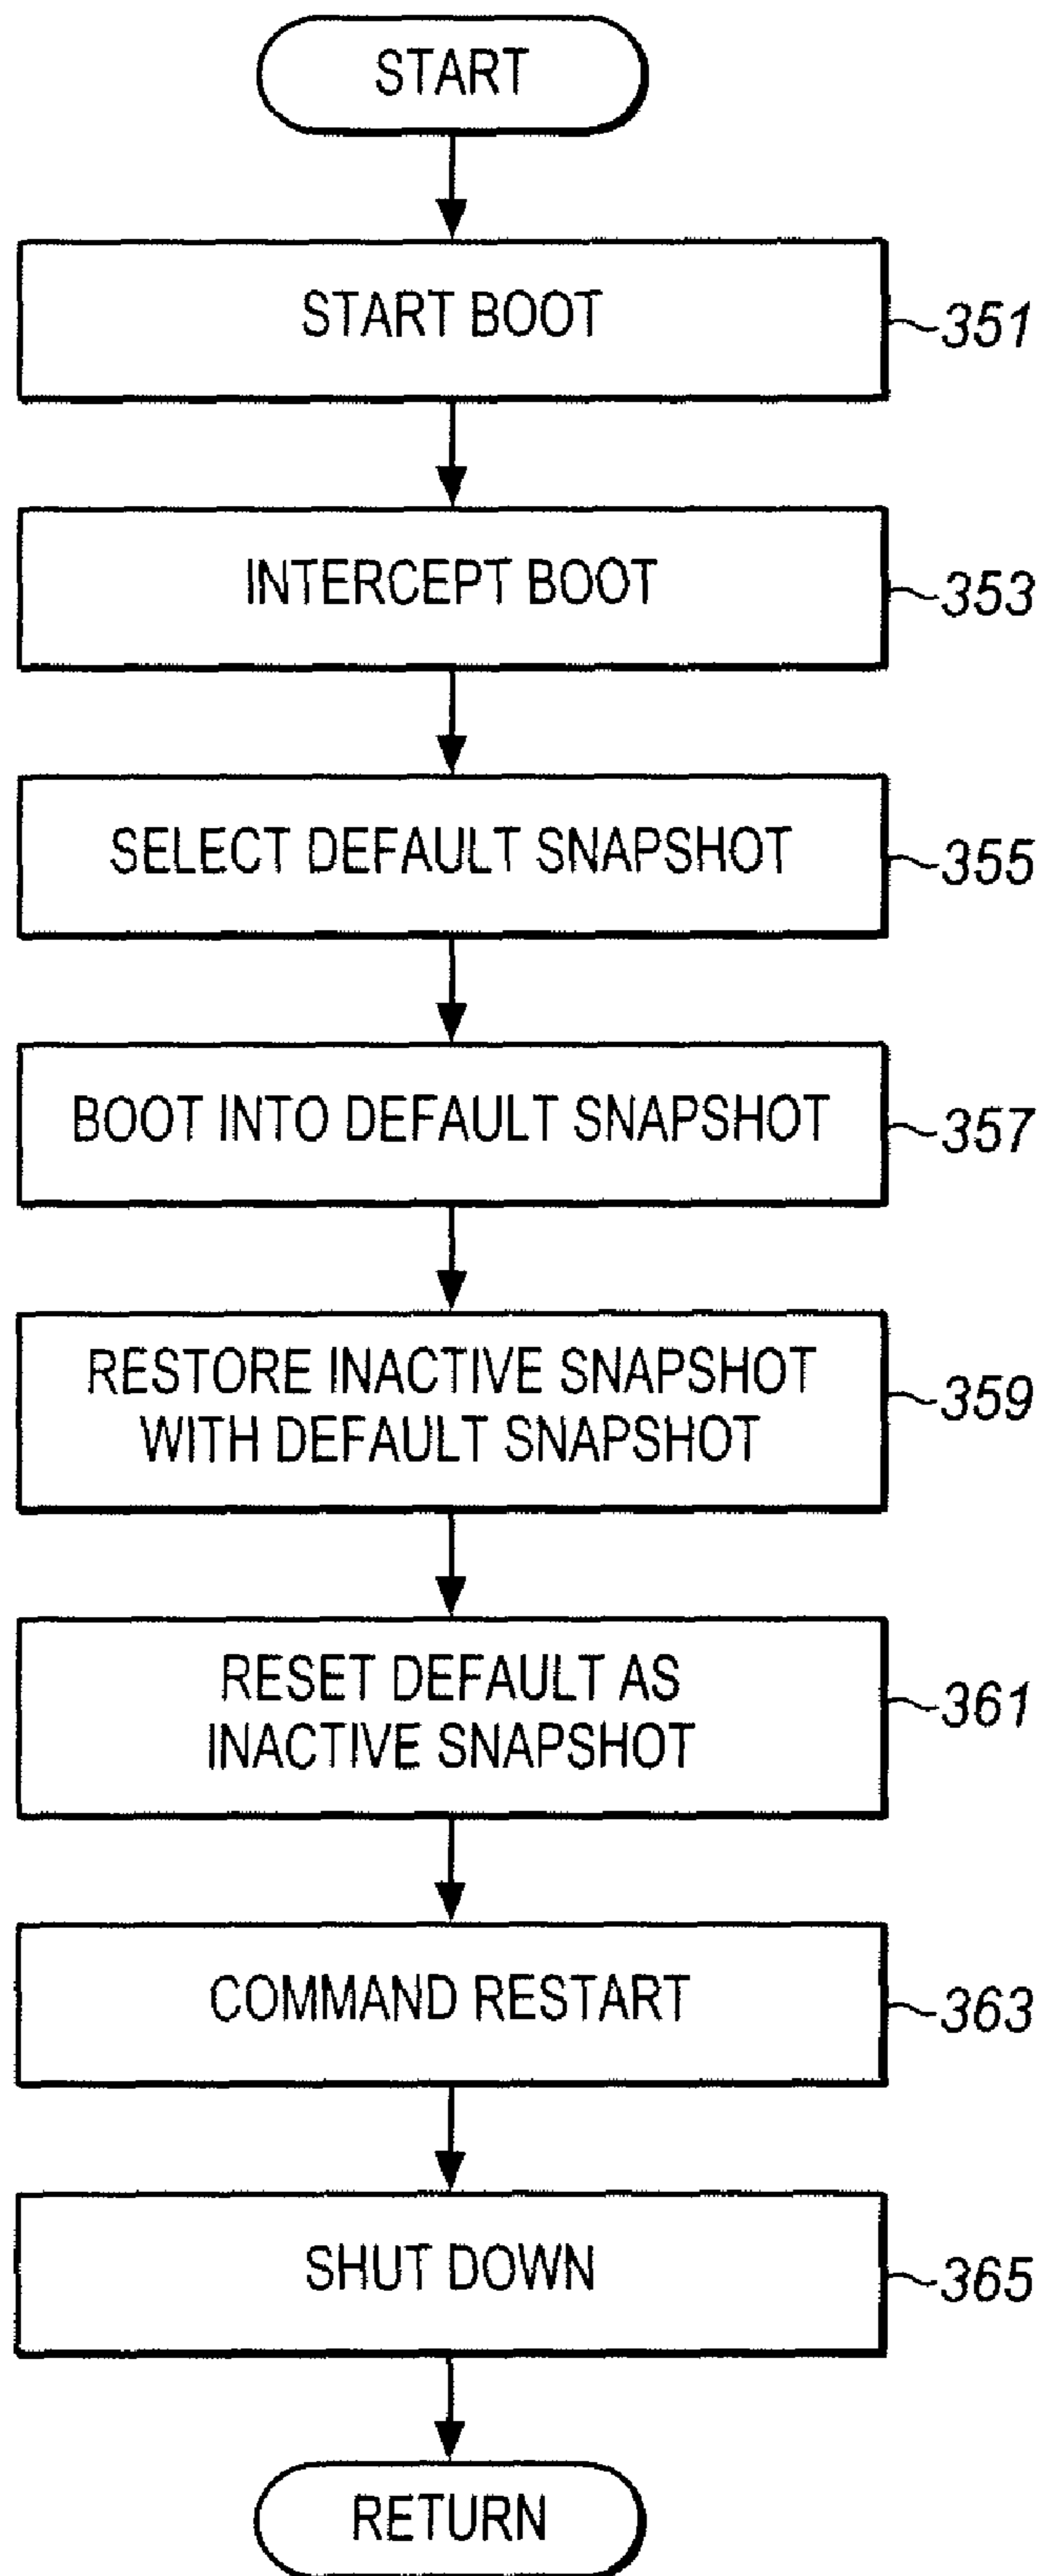 START
START BOOT
351
INTERCEPT BOOT
353
SELECT DEFAULT SNAPSHOT
355
BOOT INTO DEFAULT SNAPSHOT
357
RESTORE INACTIVE SNAPSHOT
WITH DEFAULT SNAPSHOT
359
RESET DEFAULT AS
INACTIVE SNAPSHOT
361
COMMAND RESTART
363
SHUT DOWN
365
RETURN